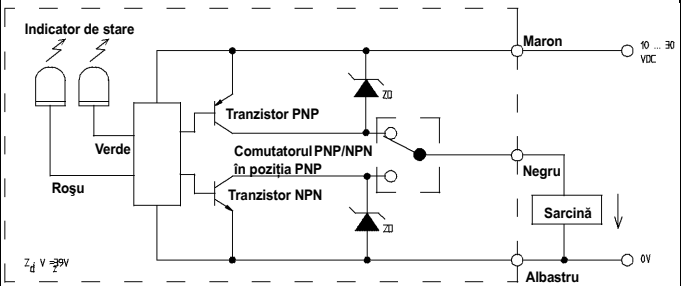 Indicator de stare
Maron
10 ... 30
VDC
ZD
Tranzistor PNP
Verde
Comutatorul PNP/NPN
în poziția PNP
Negru
Roşu
Tranzistor NPN
Sarcină
ZD
0V
Albastru